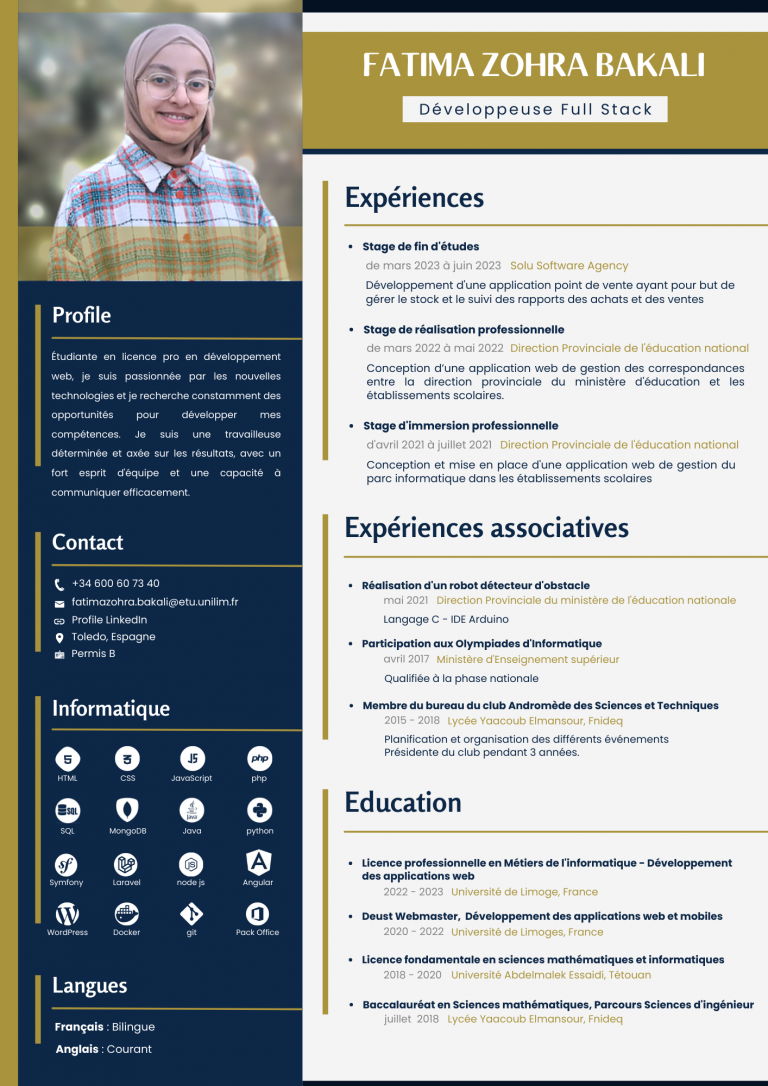 FATIMA ZOHRA BAKALI
Développeuse Full Stack
Profile
Étudiante en licence pro en développement
web, je suis passionnée par les nouvelles
technologies et je recherche constamment des
opportunités pour développer mes
compétences. Je suis une travailleuse
déterminée et axée sur les résultats, avec un
fort esprit d'équipe et une capacité à
communiquer efficacement.
Contact
+34 600 60 73 40
fatimazohra.bakali@etu.unilim.fr
Profile LinkedIn
Toledo, Espagne
Permis B
Informatique
HTML CSS JavaScript php
SQL MongoDB Java python
Symfony Laravel node js Angular
WordPress Docker git Pack Office
Langues
Français : Bilingue
Anglais : Courant
Expériences
• Stage de fin d'études
de mars 2023 à juin 2023 Solu Software Agency
Développement d'une application point de vente ayant pour but de
gérer le stock et le suivi des rapports des achats et des ventes
• Stage de réalisation professionnelle
de mars 2022 à mai 2022 Direction Provinciale de l'éducation national
Conception d'une application web de gestion des correspondances
entre la direction provinciale du ministère d'éducation et les
établissements scolaires.
• Stage d'immersion professionnelle
d'avril 2021 à juillet 2021 Direction Provinciale de l'éducation national
Conception et mise en place d'une application web de gestion du
parc informatique dans les établissements scolaires
Expériences associatives
• Réalisation d'un robot détecteur d'obstacle
mai 2021 Direction Provinciale du ministère de l'éducation nationale
Langage C - IDE Arduino
• Participation aux Olympiades d'Informatique
avril 2017 Ministère d'Enseignement supérieur
Qualifiée à la phase nationale
• Membre du bureau du club Andromède des Sciences et Techniques
2015 - 2018 Lycée Yaacoub Elmansour, Fnideq
Planification et organisation des différents événements
Présidente du club pendant 3 années.
Education
• Licence professionnelle en Métiers de l'informatique - Développement
des applications web
2022 - 2023 Université de Limoge, France
• Deust Webmaster, Développement des applications web et mobiles
2020 - 2022 Université de Limoges, France
• Licence fondamentale en sciences mathématiques et informatiques
2018 - 2020 Université Abdelmalek Essaidi, Tétouan
• Baccalauréat en Sciences mathématiques, Parcours Sciences d'ingénieur
juillet 2018 Lycée Yaacoub Elmansour, Fnideq